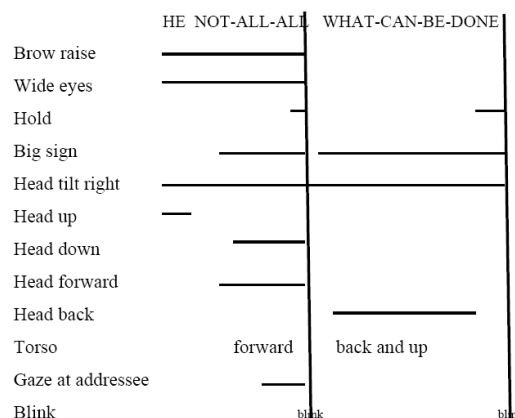 HE NOT-ALL-ALL WHAT-CAN-BE-DONE
Brow raise
Wide eyes
Hold
Big sign
Head tilt right
Head up
Head down
Head forward
Head back
Torso forward back and up
Gaze at addressee
Blink blink